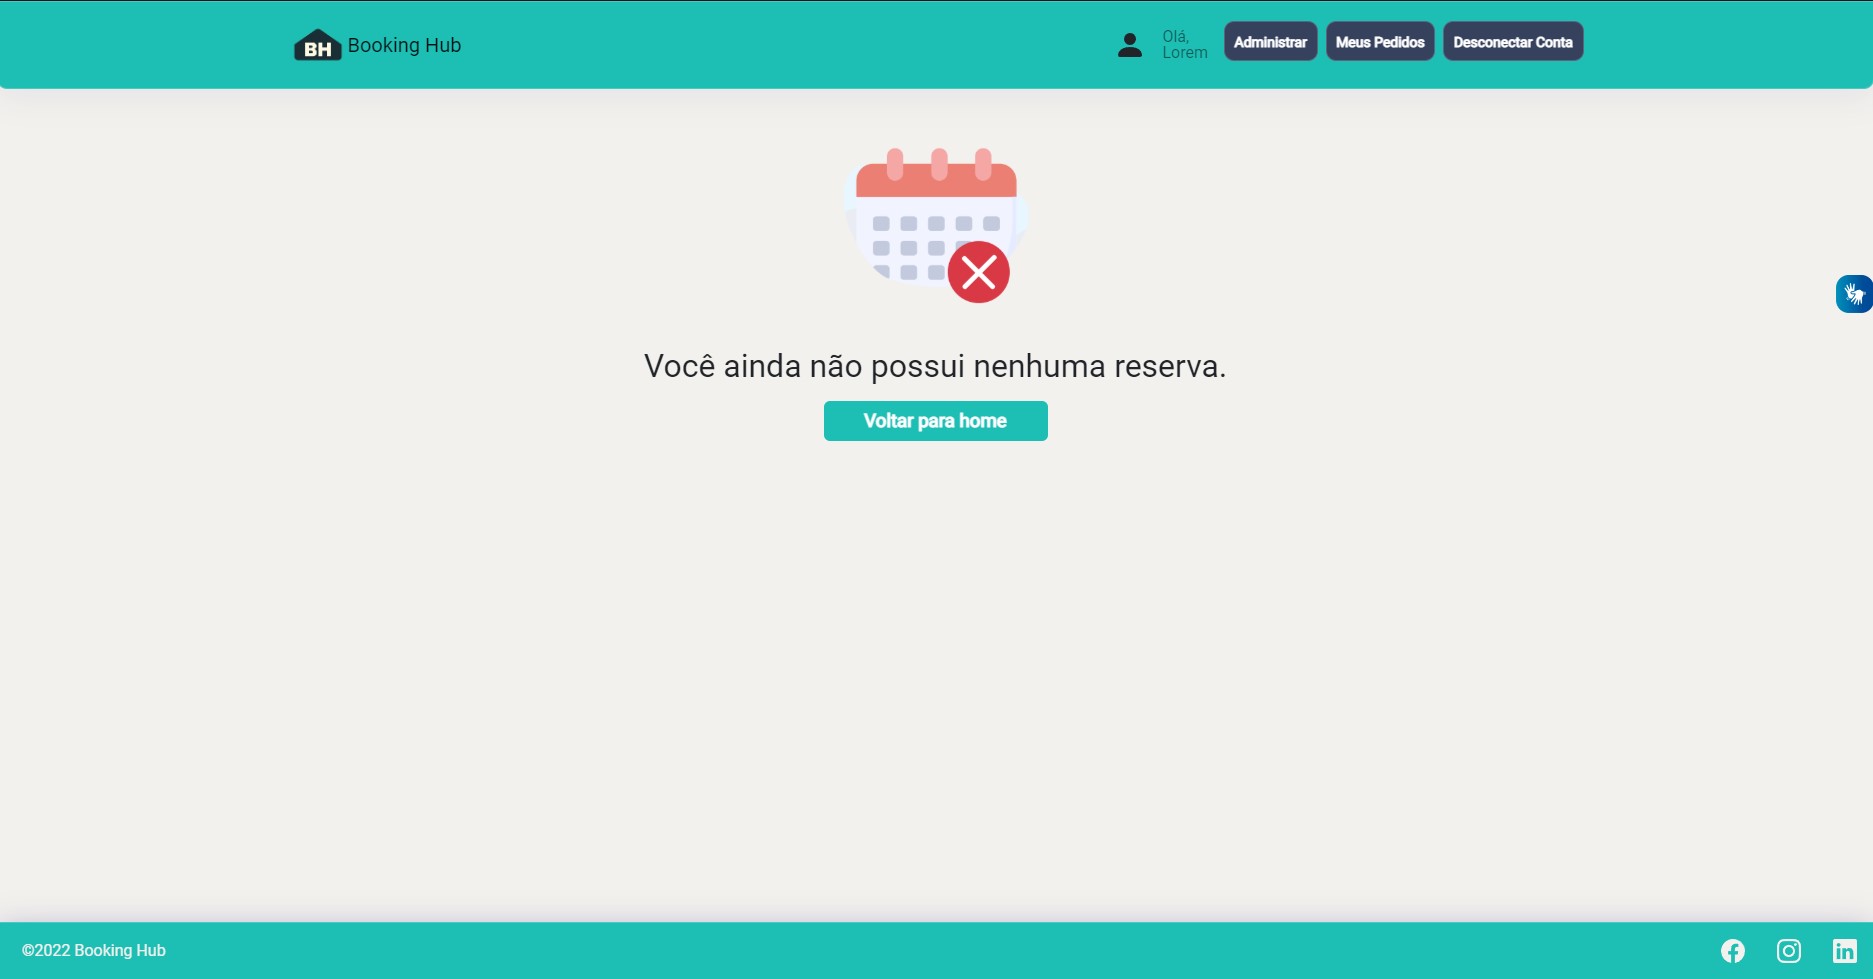 BH Booking Hub
Olá,
Lorem
Administrar
Meus Pedidos
Desconectar Conta
Você ainda não possui nenhuma reserva.
Voltar para home
©2022 Booking Hub
in